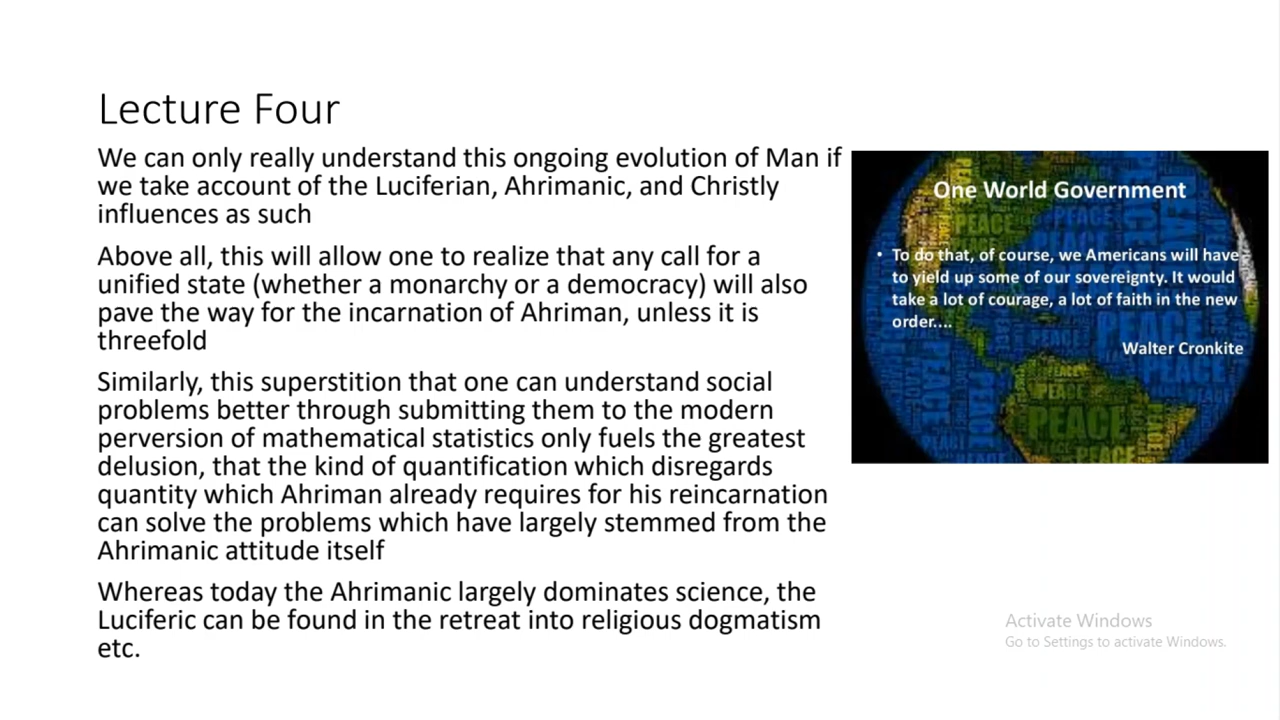 Lecture Four
We can only really understand this ongoing evolution of Man if
we take account of the Luciferian, Ahrimanic, and Christly
influences as such
Above all, this will allow one to realize that any call for a
unified state (whether a monarchy or a democracy) will also
pave the way for the incarnation of Ahriman, unless it is
threefold
Similarly, this superstition that one can understand social
problems better through submitting them to the modern
perversion of mathematical statistics only fuels the greatest
delusion, that the kind of quantification which disregards
quantity which Ahriman already requires for his reincarnation
can solve the problems which have largely stemmed from the
Ahrimanic attitude itself
Whereas today the Ahrimanic largely dominates science, the
Luciferic can be found in the retreat into religious dogmatism
etc.
One World Government
• To do that, of course, we Americans will have
to yield up some of our sovereignty. It would
take a lot of courage, a lot of faith in the new
order....
Walter Cronkite
PEACE
PEACE
PEACE
PEACE
PEACE
Activate Windows
Go to Settings to activate Windows.